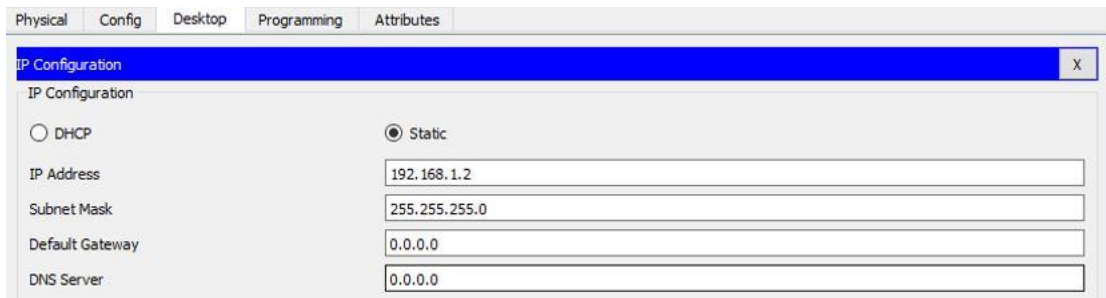 Physical Config Desktop Programming Attributes
IP Configuration X
IP Configuration
DHCP Static
IP Address 192.168.1.2
Subnet Mask 255.255.255.0
Default Gateway 0.0.0.0
DNS Server 0.0.0.0